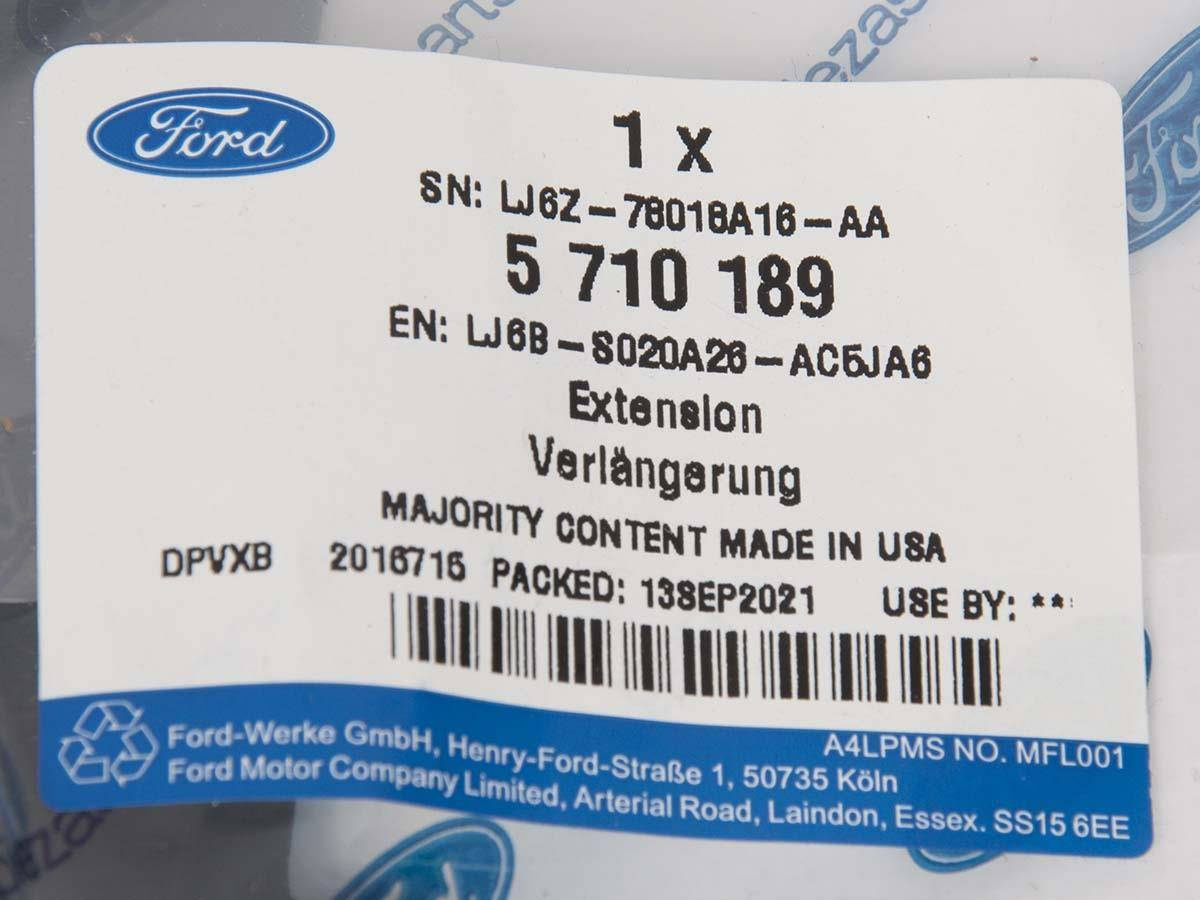 Ford
1 x
SN: LJ6Z-78018A16-AA
5 710 189
EN: LJ6B-S020A26-AC5JA6
Extension
Verlängerung
MAJORITY CONTENT MADE IN USA
DPVXB 2016716 PACKED: 13SEP2021 USE BY: **
A4LPMS NO. MFL001
Ford-Werke GmbH, Henry-Ford-Straße 1, 50735 Köln
Ford Motor Company Limited, Arterial Road, Laindon, Essex. SS15 6EE